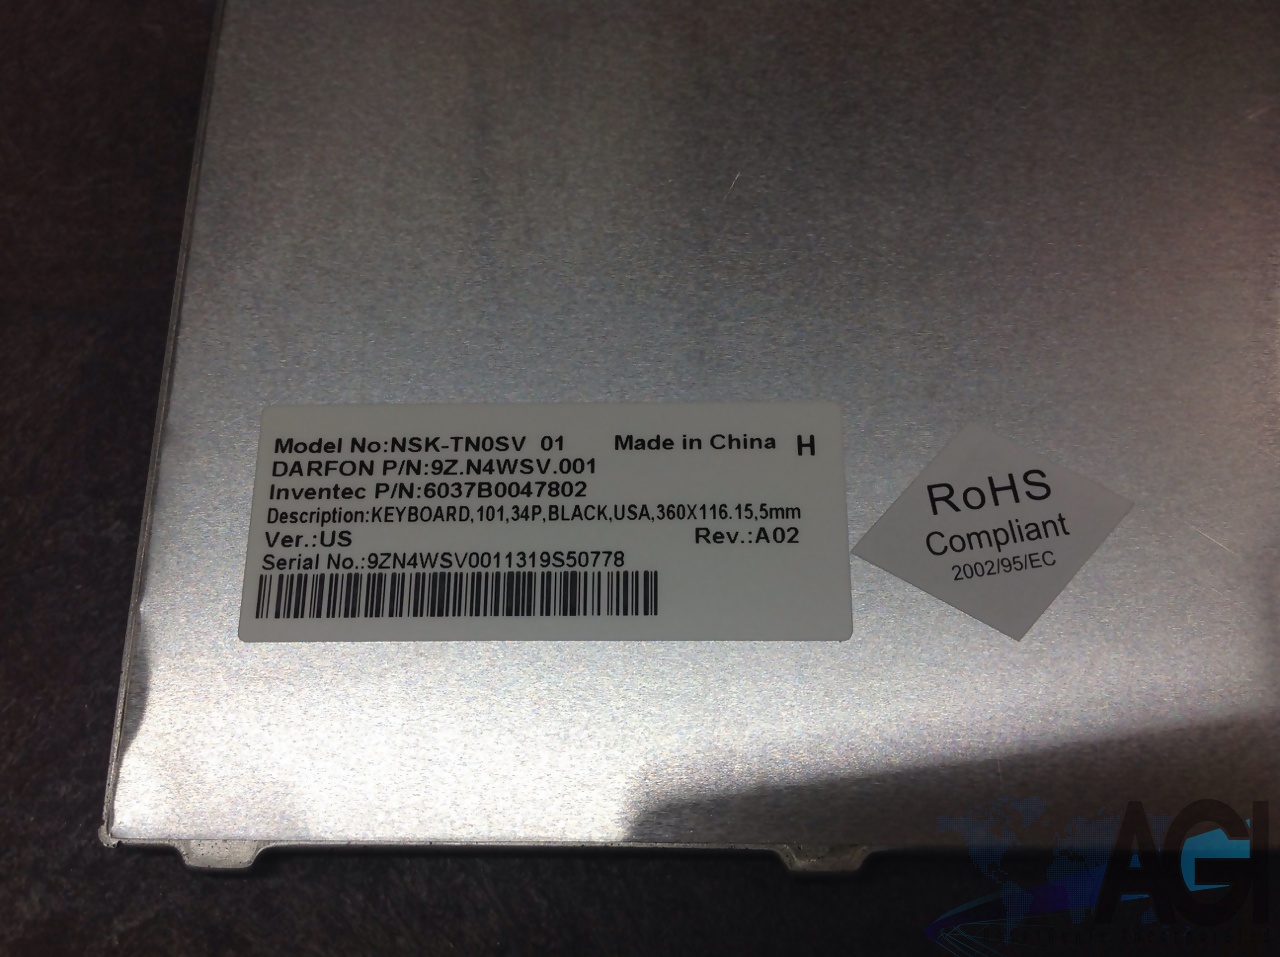 Model No:NSK-TN0SV 01 Made in China H
DARFON P/N:9Z.N4WSV.001
Inventec P/N:6037B0047802
Description:KEYBOARD,101,34P,BLACK,USA,360X116.15,5mm
Ver.:US Rev.:A02
Serial No.:9ZN4WSV0011319S50778
RoHS
Compliant
2002/95/EC
AGI